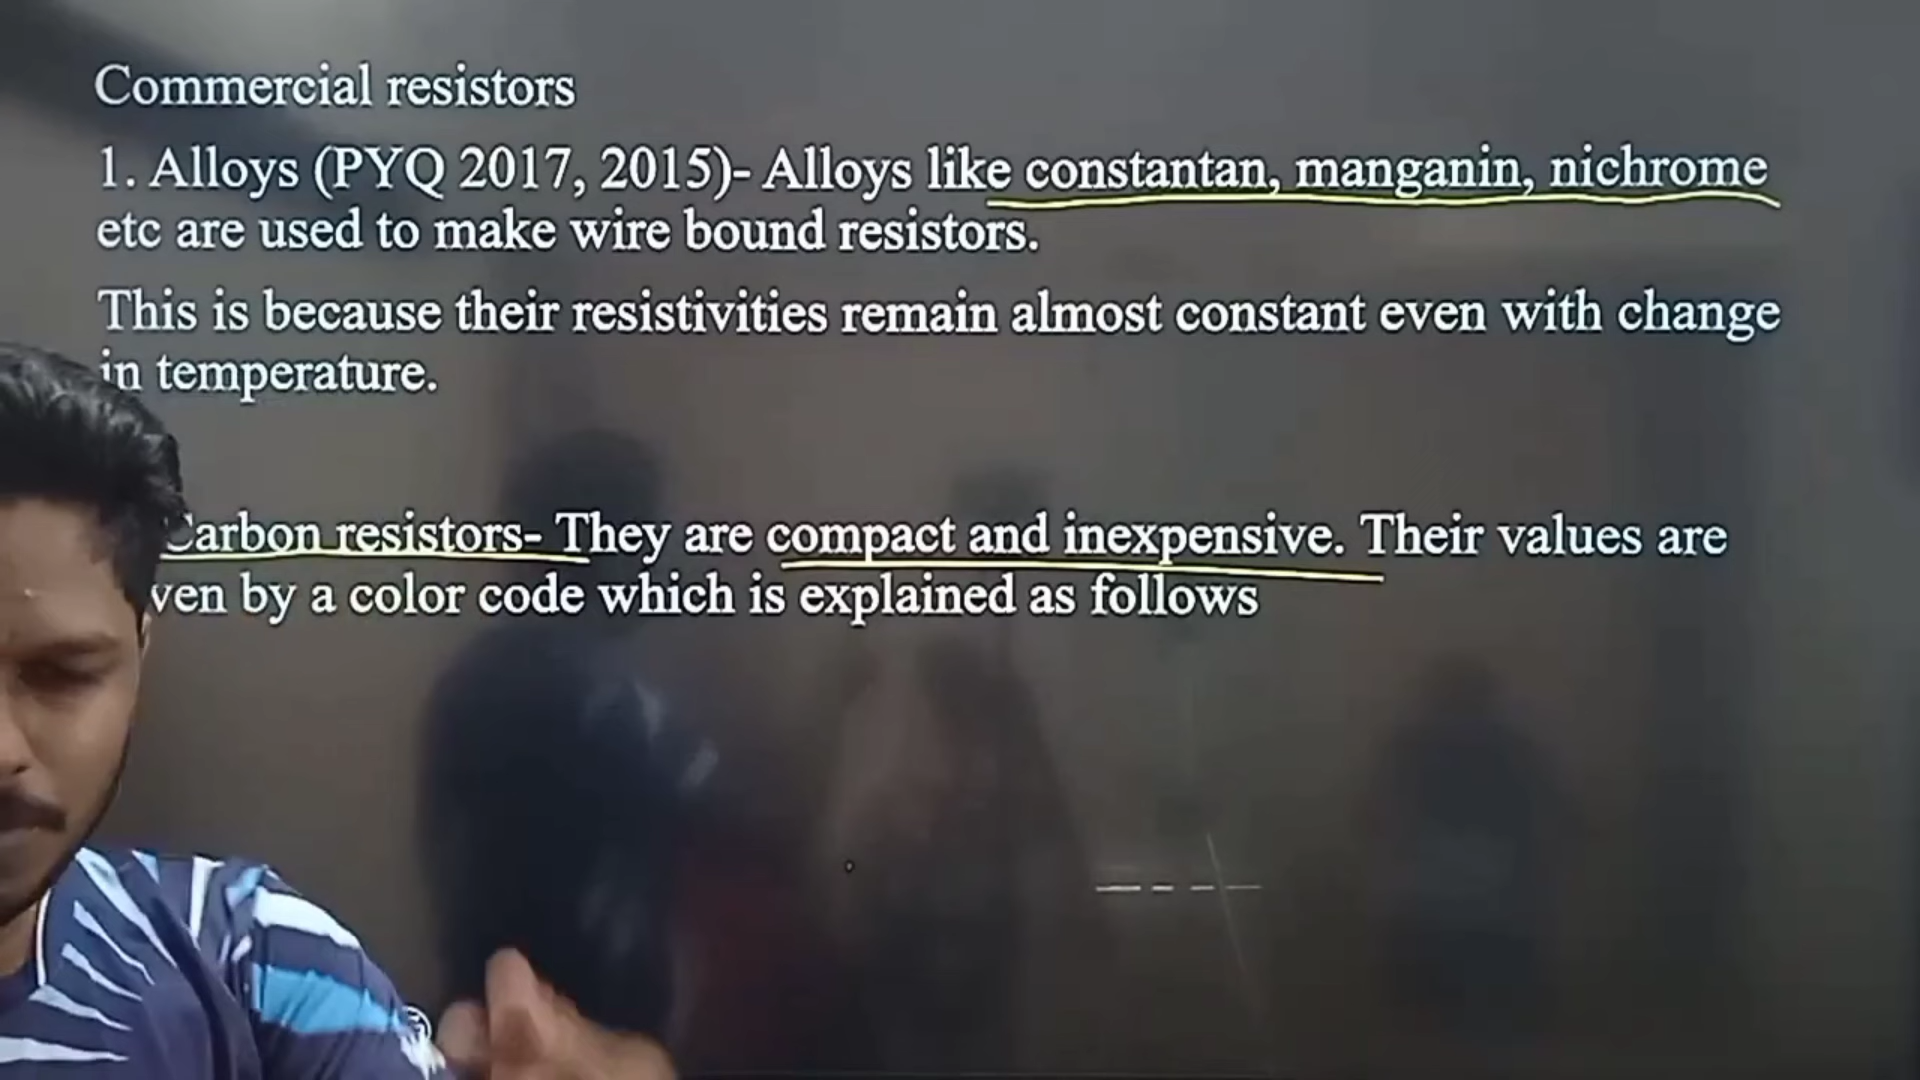 Commercial resistors
1. Alloys (PYQ 2017, 2015)- Alloys like constantan, manganin, nichrome
etc are used to make wire bound resistors.
This is because their resistivities remain almost constant even with change
in temperature.
Carbon resistors- They are compact and inexpensive. Their values are
by a color code which is explained as follows